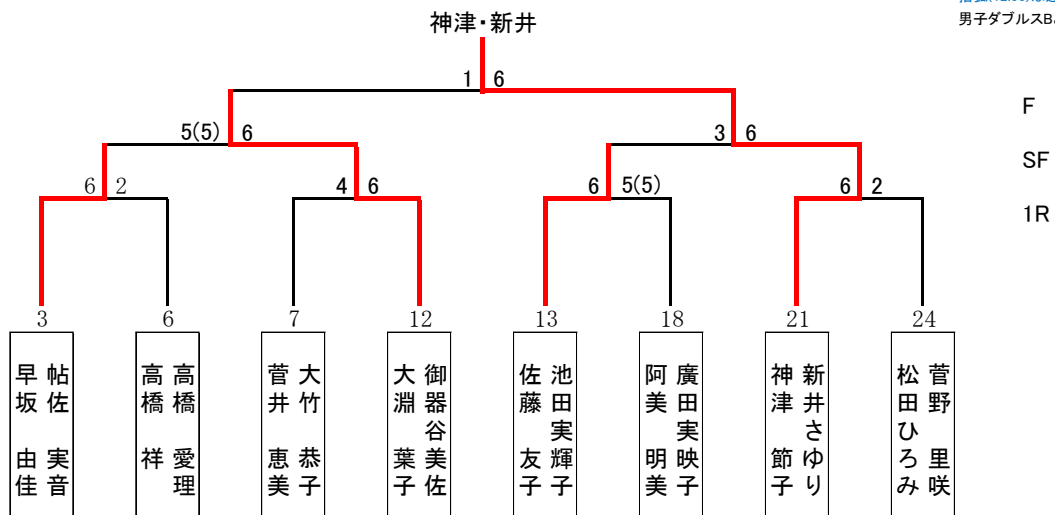 男子ダブルスB
神津・新井
1 6
F
5(5) 6
3 6
SF
6 2
4 6
6 5(5)
6 2
1R
3
6
7
12
13
18
21
24
帖佐 実音
早坂 由佳
高橋 愛理
高橋 祥
大竹 恭子
菅井 恵美
御器谷美佐
大淵 葉子
池田実輝子
佐藤 友子
廣田実映子
阿美 明美
新井さゆり
神津 節子
菅野 里咲
松田ひろみ